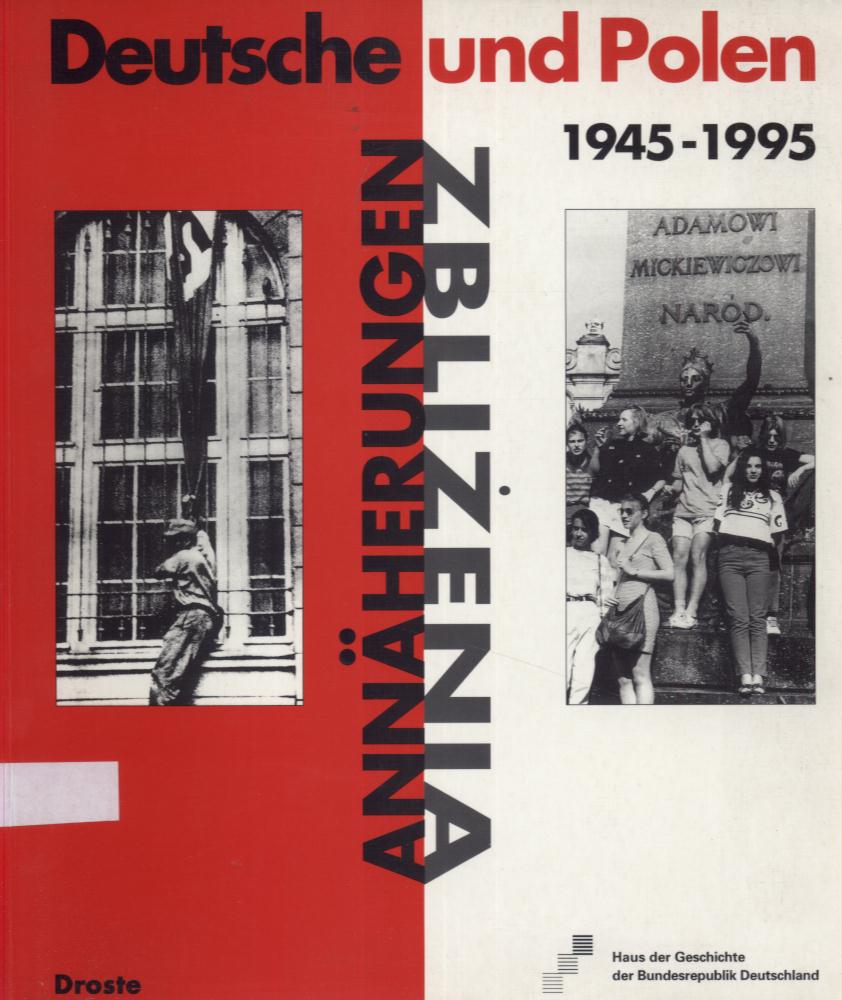 Deutsche und Polen
1945-1995
ANNÄHERUNGEN
ZBLIŻENIA
ADAMOWI
MICKIEWICZOWI
NARÓD.
Droste
Haus der Geschichte
der Bundesrepublik Deutschland